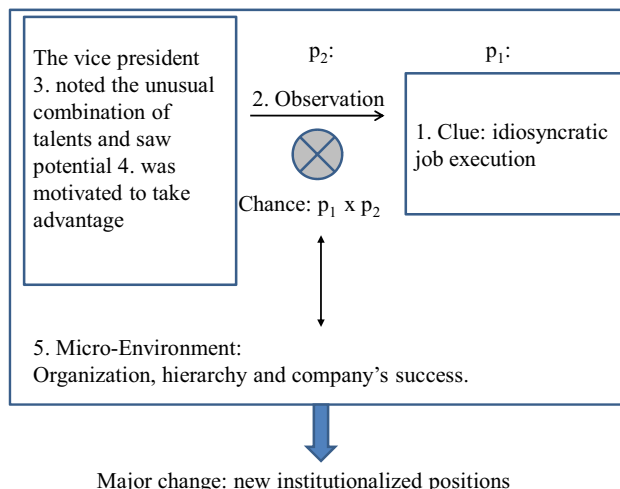 The vice president
3. noted the unusual
combination of
talents and saw
potential 4. was
motivated to take
advantage
p₂:
2. Observation
Chance: p₁ x p₂
p₁:
1. Clue: idiosyncratic
job execution
5. Micro-Environment:
Organization, hierarchy and company’s success.
Major change: new institutionalized positions